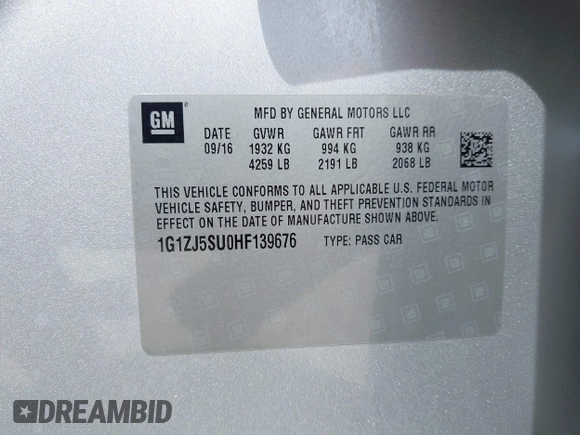 GM
®
MFD BY GENERAL MOTORS LLC
DATE GVWR GAWR FRT GAWR RR
09/16 1932 KG 994 KG 938 KG
4259 LB 2191 LB 2068 LB
THIS VEHICLE CONFORMS TO ALL APPLICABLE U.S. FEDERAL MOTOR
VEHICLE SAFETY, BUMPER, AND THEFT PREVENTION STANDARDS IN
EFFECT ON THE DATE OF MANUFACTURE SHOWN ABOVE.
1G1ZJ5SU0HF139676 TYPE: PASS CAR
DREAMBID